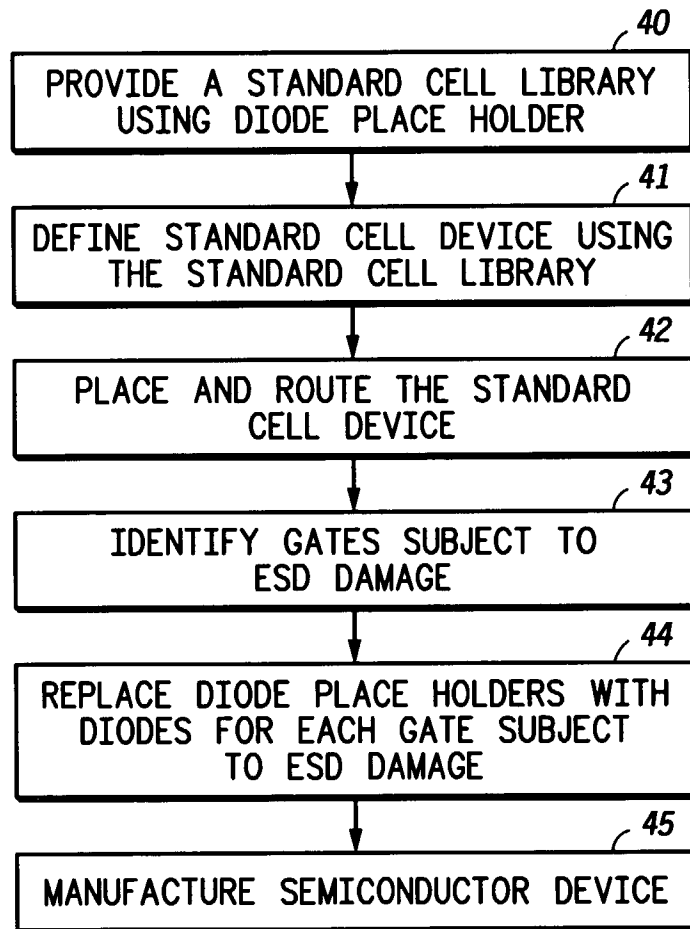 40
PROVIDE A STANDARD CELL LIBRARY
USING DIODE PLACE HOLDER
41
DEFINE STANDARD CELL DEVICE USING
THE STANDARD CELL LIBRARY
42
PLACE AND ROUTE THE STANDARD
CELL DEVICE
43
IDENTIFY GATES SUBJECT TO
ESD DAMAGE
44
REPLACE DIODE PLACE HOLDERS WITH
DIODES FOR EACH GATE SUBJECT
TO ESD DAMAGE
45
MANUFACTURE SEMICONDUCTOR DEVICE